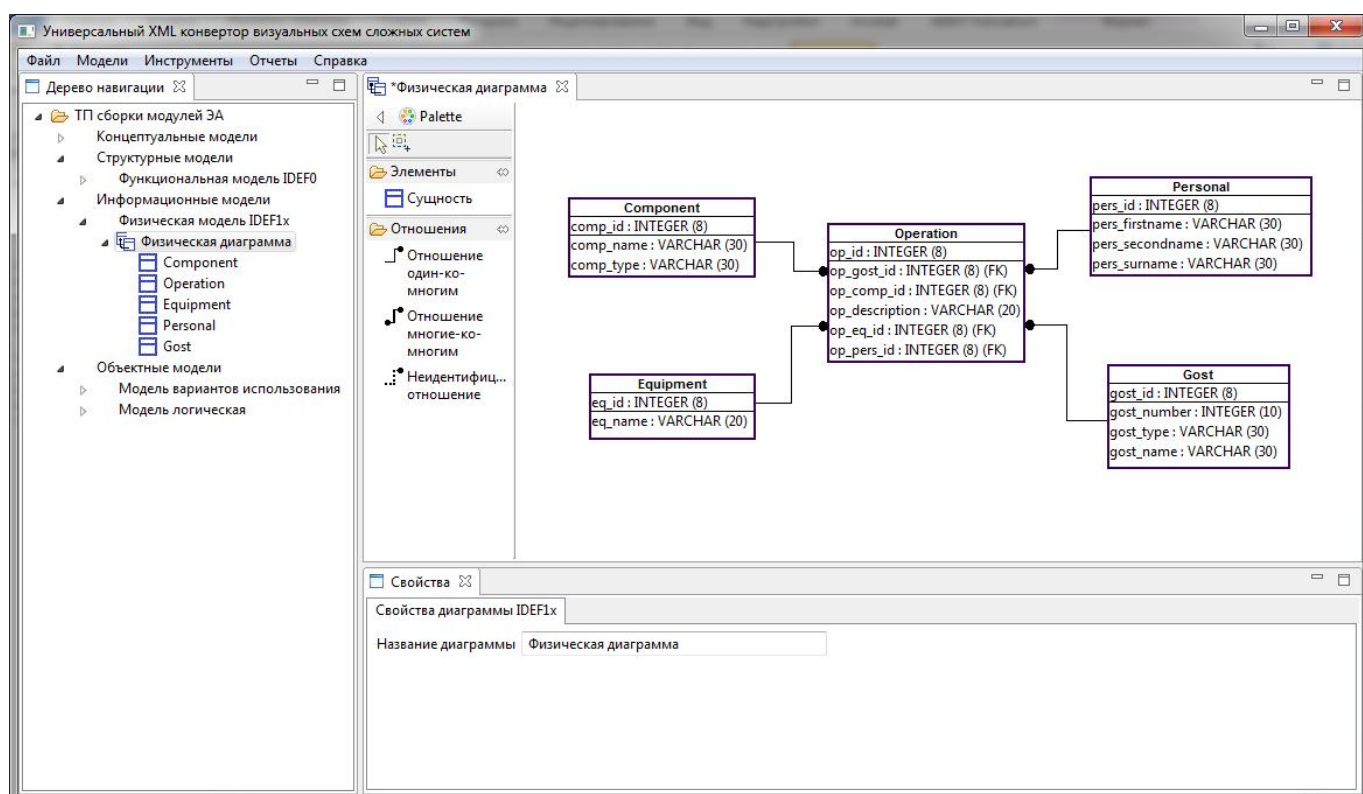 Универсальный XML конвертор визуальных схем сложных систем
Файл Модели Инструменты Отчеты Справка
Дерево навигации
ТП сборки модулей ЭА
Концептуальные модели
Структурные модели
Функциональная модель IDEF0
Информационные модели
Физическая модель IDEF1x
Физическая диаграмма
Component
Operation
Equipment
Personal
Gost
Объектные модели
Модель вариантов использования
Модель логическая
*Физическая диаграмма
Palette
Элементы
Сущность
Отношения
Отношение
один-ко-
многим
Отношение
многие-ко-
многим
Неидентифиц...
отношение
Component
comp_id : INTEGER (8)
comp_name : VARCHAR (30)
comp_type : VARCHAR (30)
Equipment
eq_id : INTEGER (8)
eq_name : VARCHAR (20)
Operation
op_id : INTEGER (8)
op_gost_id : INTEGER (8) (FK)
op_comp_id : INTEGER (8) (FK)
op_description : VARCHAR (20)
op_eq_id : INTEGER (8) (FK)
op_pers_id : INTEGER (8) (FK)
Personal
pers_id : INTEGER (8)
pers_firstname : VARCHAR (30)
pers_secondname : VARCHAR (30)
pers_surname : VARCHAR (30)
Gost
gost_id : INTEGER (8)
gost_number : INTEGER (10)
gost_type : VARCHAR (30)
gost_name : VARCHAR (30)
Свойства
Свойства диаграммы IDEF1x
Название диаграммы Физическая диаграмма